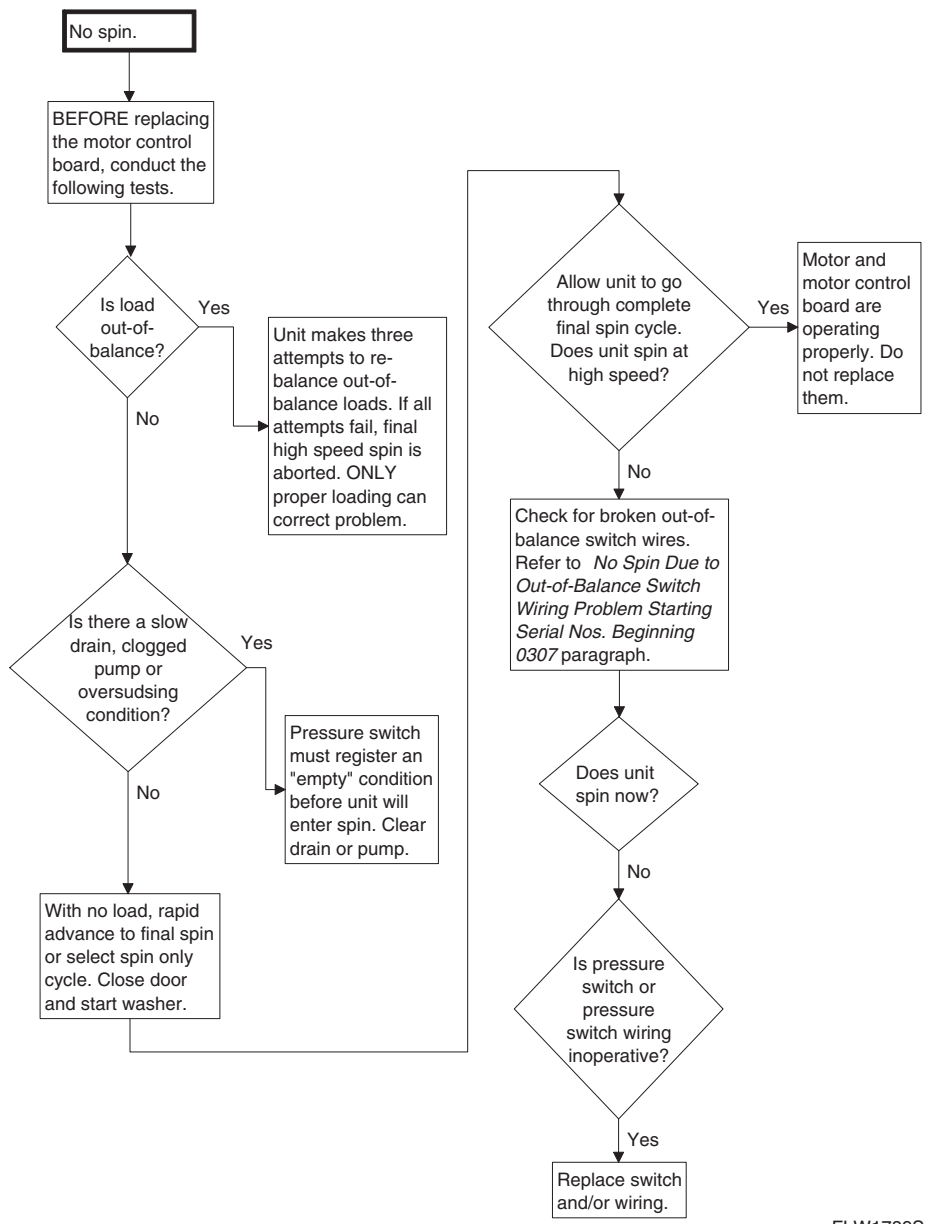 No spin.
BEFORE replacing
the motor control
board, conduct the
following tests.
Is load
out-of-
balance?
Yes
Unit makes three
attempts to re-
balance out-of-
balance loads. If all
attempts fail, final
high speed spin is
aborted. ONLY
proper loading can
correct problem.
No
Is there a slow
drain, clogged
pump or
oversudsing
condition?
Yes
Pressure switch
must register an
"empty" condition
before unit will
enter spin. Clear
drain or pump.
No
With no load, rapid
advance to final spin
or select spin only
cycle. Close door
and start washer.
Allow unit to go
through complete
final spin cycle.
Does unit spin at
high speed?
Yes
Motor and
motor control
board are
operating
properly. Do
not replace
them.
No
Check for broken out-of-
balance switch wires.
Refer to No Spin Due to
Out-of-Balance Switch
Wiring Problem Starting
Serial Nos. Beginning
0307 paragraph.
Does unit
spin now?
No
Is pressure
switch or
pressure
switch wiring
inoperative?
Yes
Replace switch
and/or wiring.